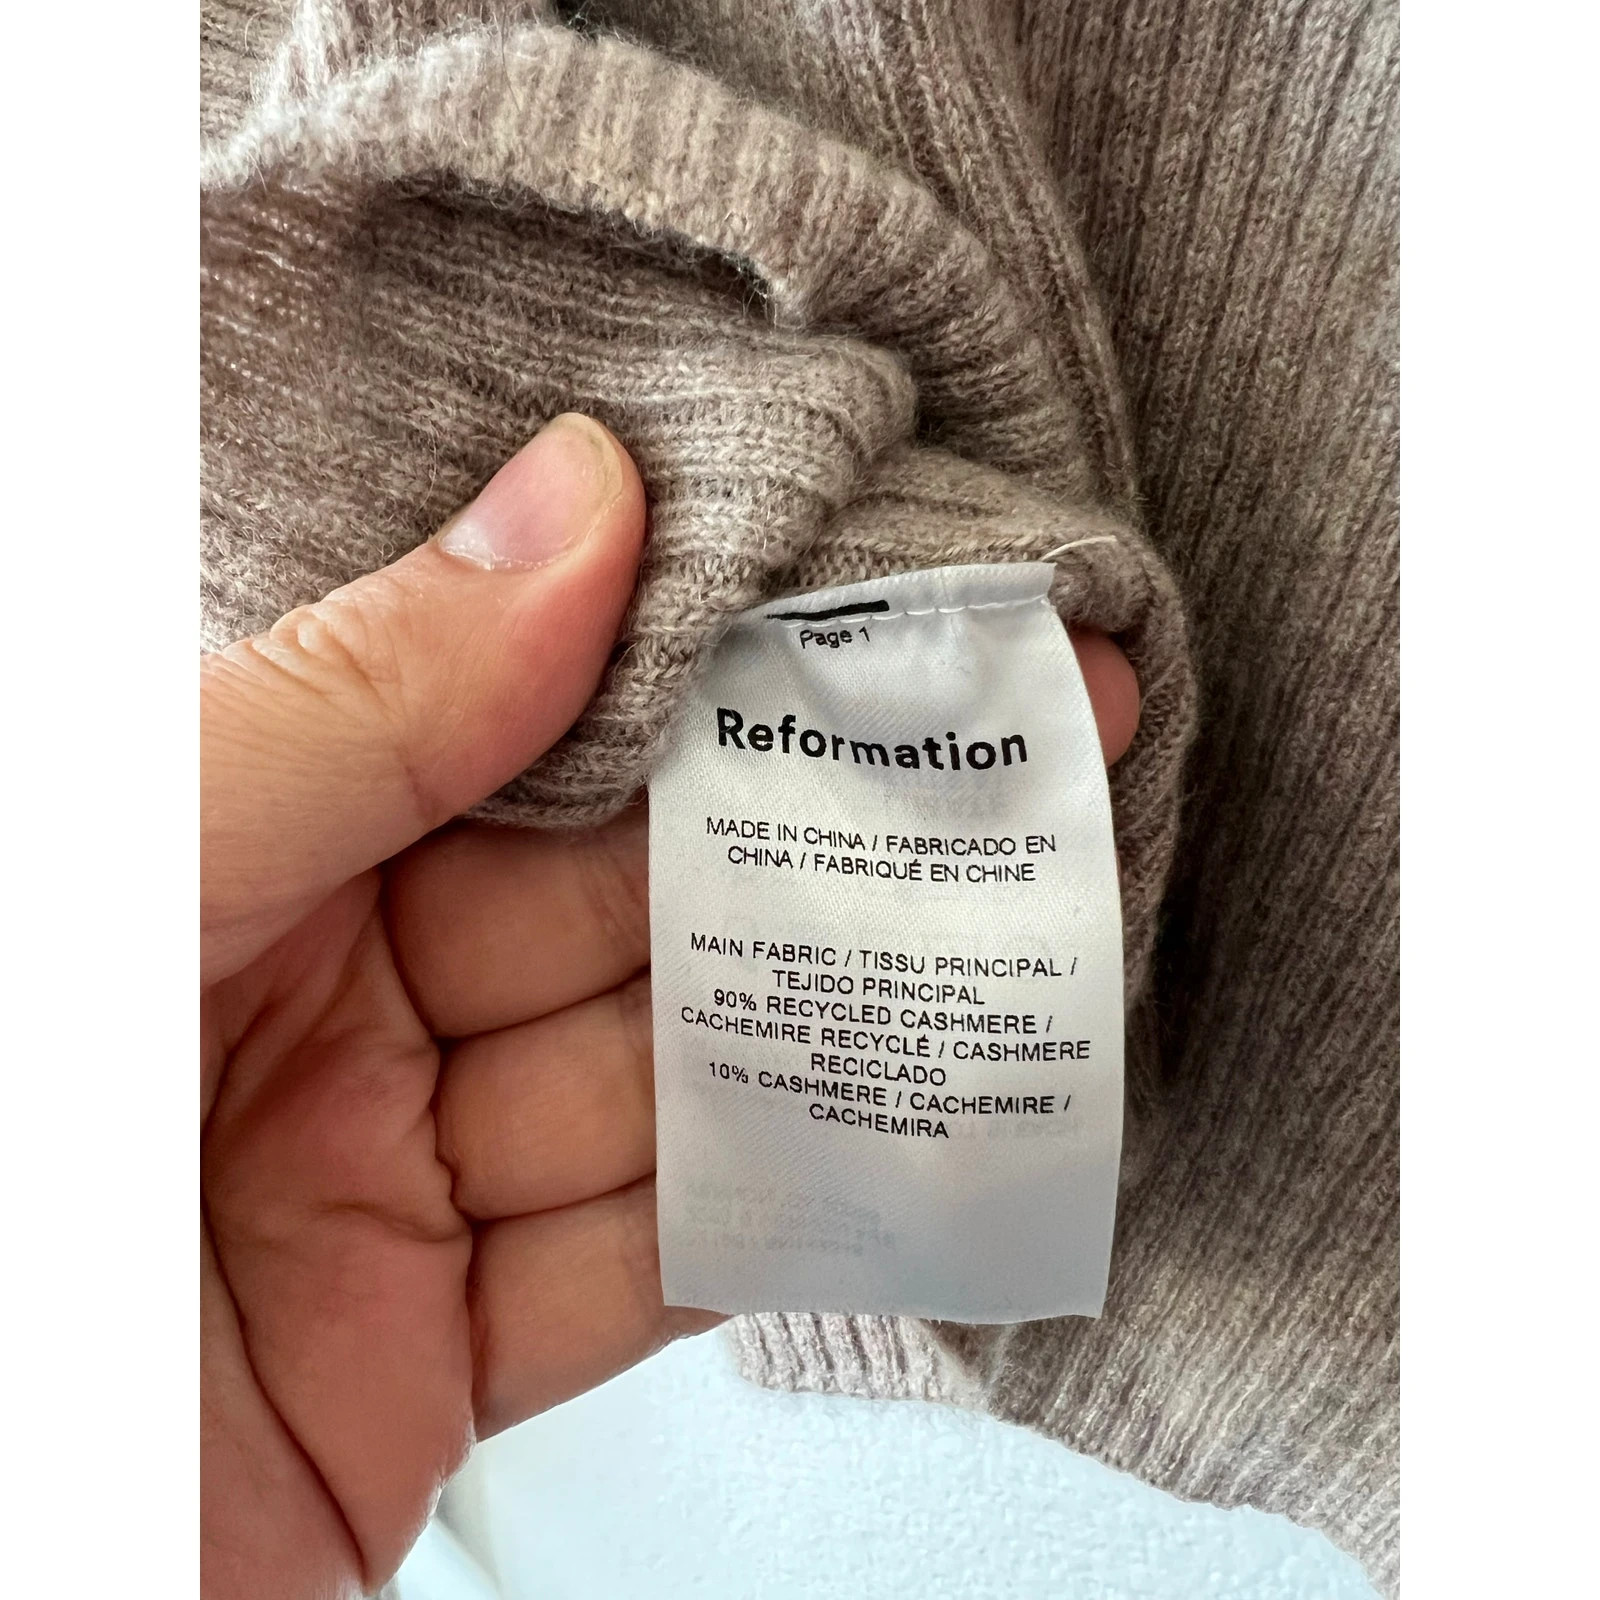 Page 1
Reformation
MADE IN CHINA / FABRICADO EN
CHINA / FABRIQUÉ EN CHINE
MAIN FABRIC / TISSU PRINCIPAL /
TEJIDO PRINCIPAL
90% RECYCLED CASHMERE /
CACHEMIRE RECYCLÉ / CASHMERE
RECICLADO
10% CASHMERE / CACHEMIRE /
CACHEMIRA